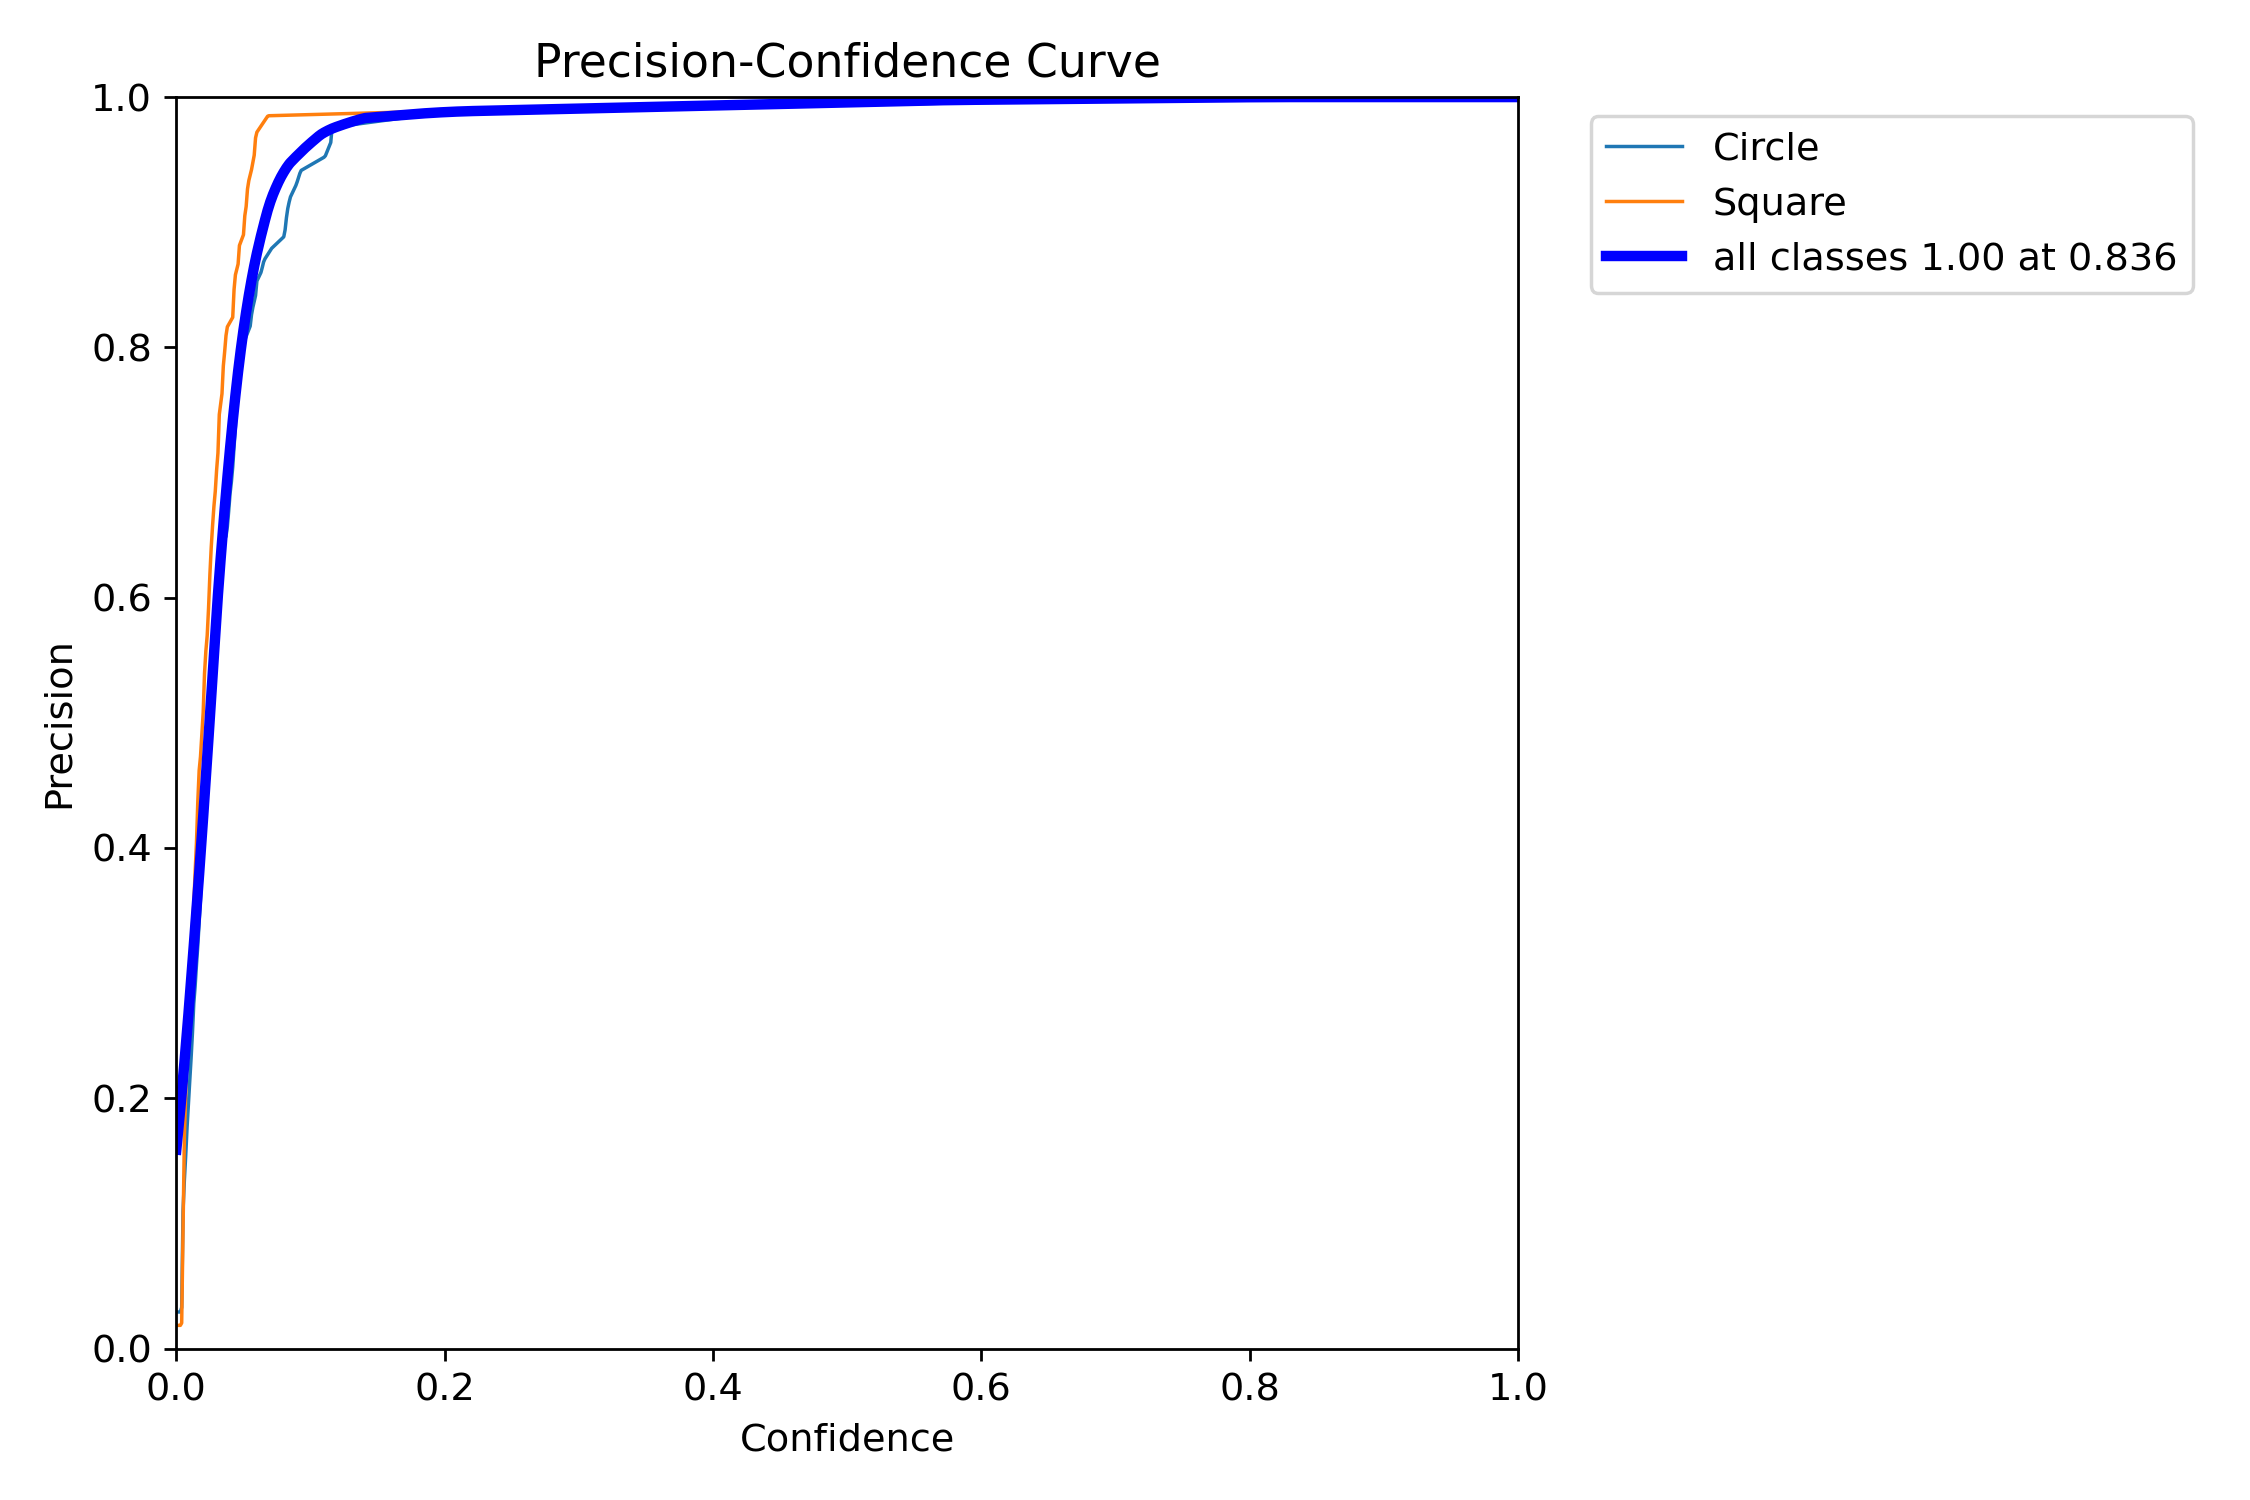 Precision-Confidence Curve
1.0
0.8
0.6
0.4
0.2
0.0
Precision
0.0 0.2 0.4 0.6 0.8 1.0
Confidence
Circle
Square
all classes 1.00 at 0.836